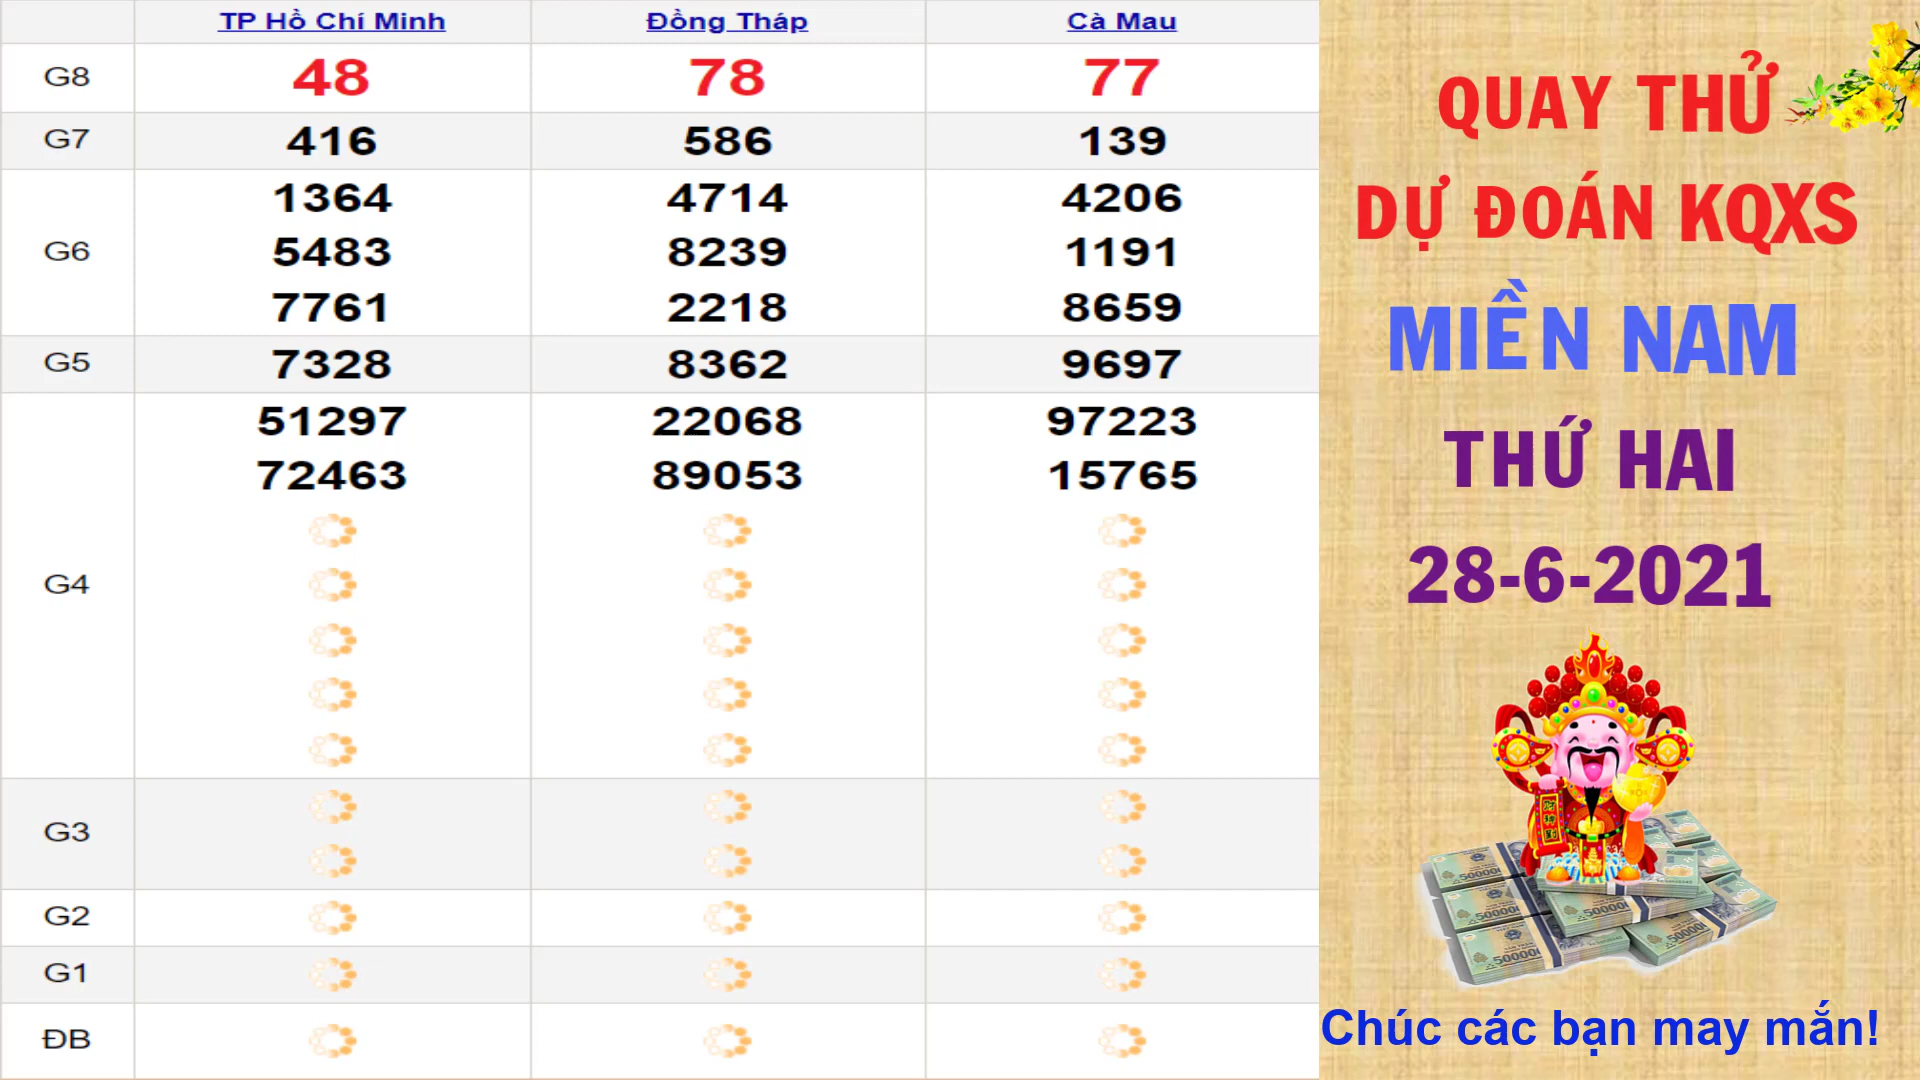 TP Hồ Chí Minh Đồng Tháp Cà Mau
G8 48 78 77
G7 416 586 139
1364 4714 4206
G6 5483 8239 1191
7761 2218 8659
G5 7328 8362 9697
51297 22068 97223
72463 89053 15765
G4
G3
G2
G1
ĐB
QUAY THỬ
DỰ ĐOÁN KQXS
MIỀN NAM
THỨ HAI
28-6-2021
Chúc các bạn may mắn!